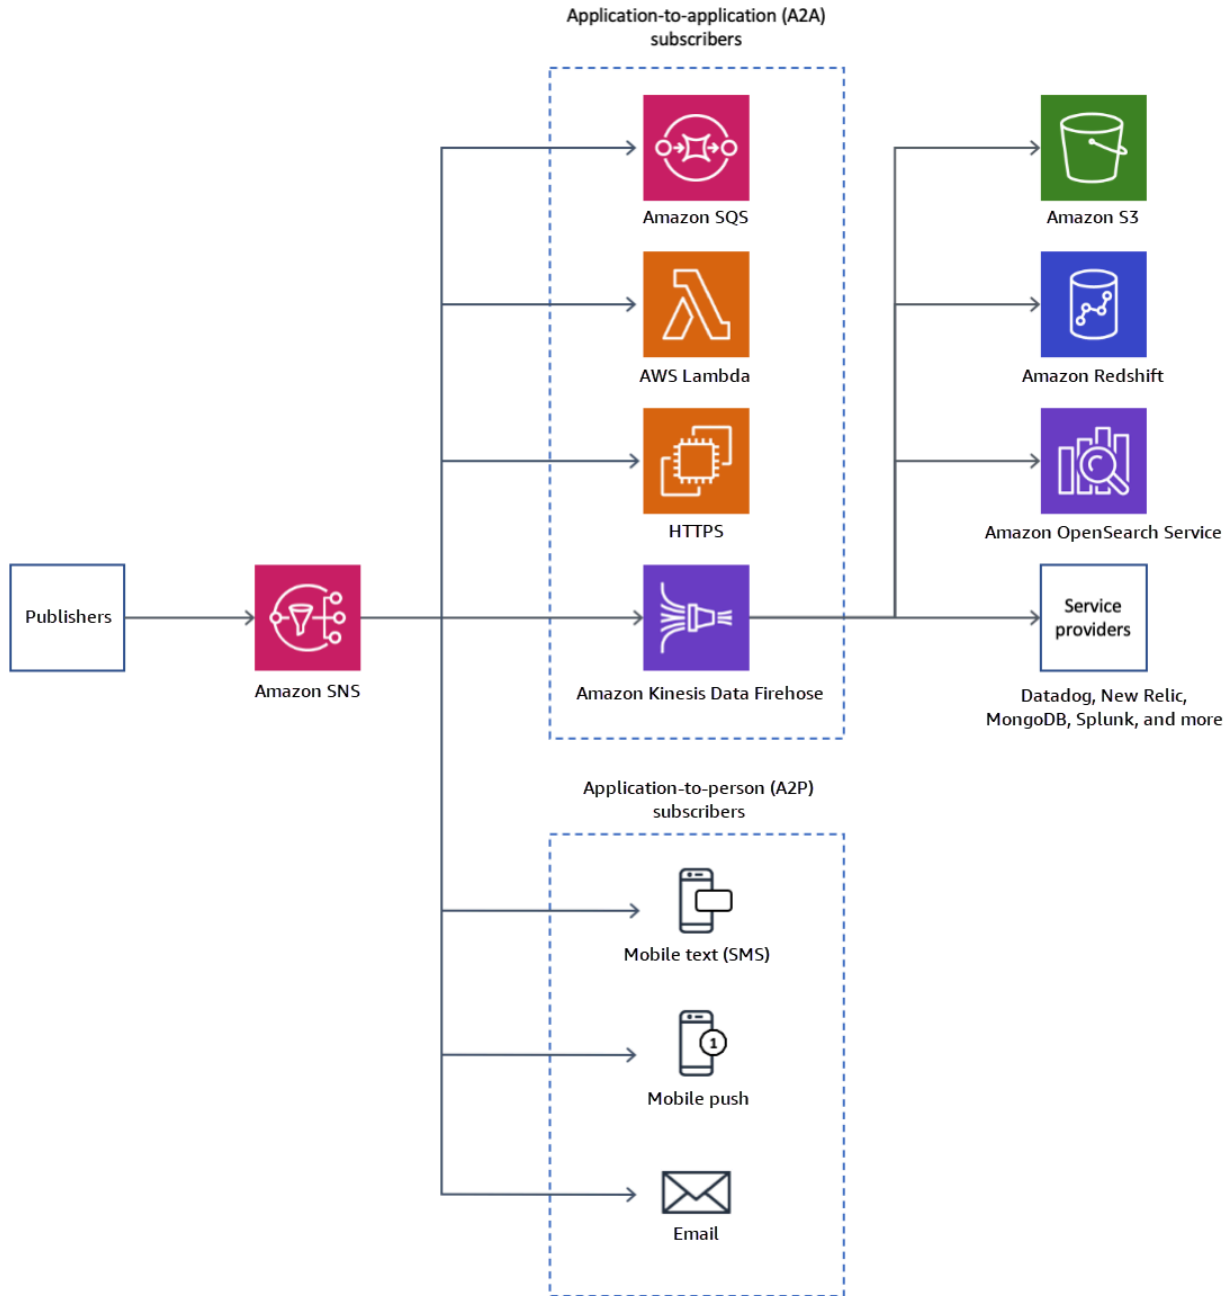 Application-to-application (A2A)
subscribers
Amazon SQS
Amazon S3
AWS Lambda
Amazon Redshift
HTTPS
Amazon OpenSearch Service
Publishers
Amazon SNS
Amazon Kinesis Data Firehose
Service
providers
Datadog, New Relic,
MongoDB, Splunk, and more
Application-to-person (A2P)
subscribers
Mobile text (SMS)
1
Mobile push
Email